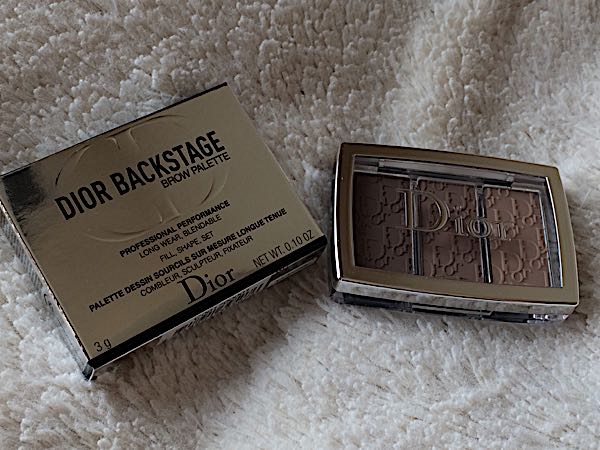 DIOR BACKSTAGE
BROW PALETTE
PROFESSIONAL PERFORMANCE
LONG WEAR, BLENDABLE
FILL, SHAPE, SET
PALETTE DESSIN SOURCILS SUR MESURE LONGUE TENUE
COMBLEUR, SCULPTEUR, FIXATEUR
Dior
3 g
NET WT. 0.10 OZ
Dior